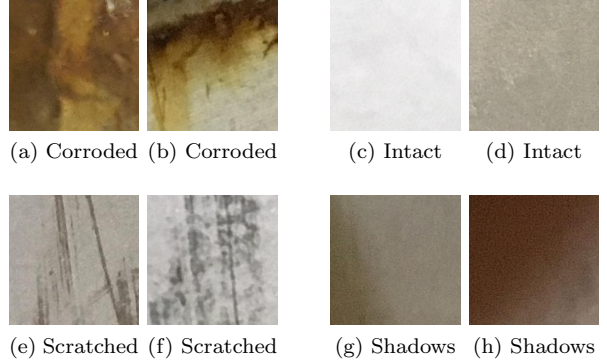 (a) Corroded (b) Corroded (c) Intact (d) Intact
(e) Scratched (f) Scratched (g) Shadows (h) Shadows